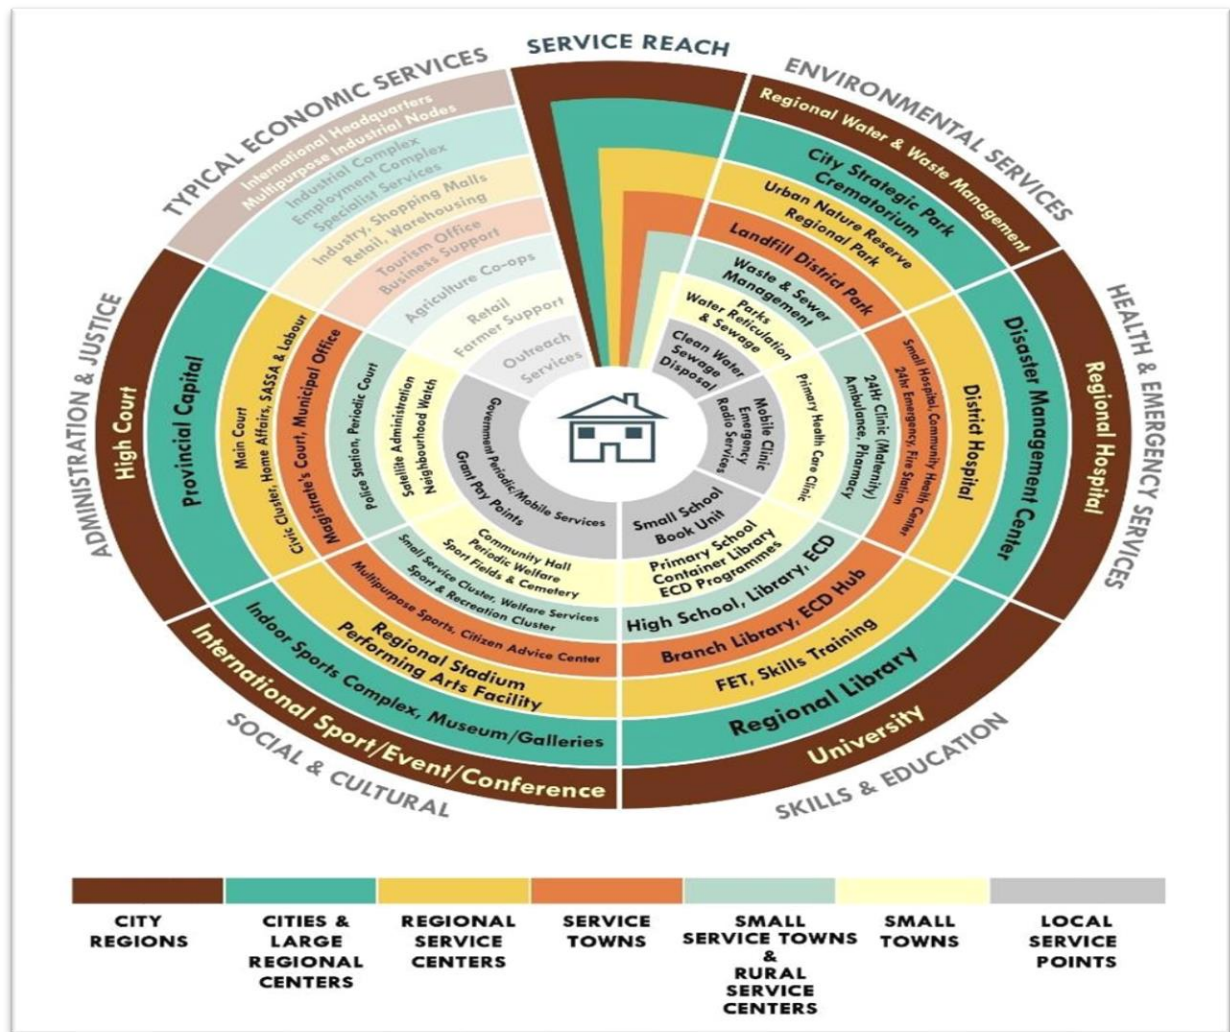 SERVICE REACH
ENVIRONMENTAL SERVICES
Regional Water & Waste Management
City Strategic Park
Crematorium
Urban Nature Reserve
Regional Park
Landfill District Park
Waste & Sewer
Management
Parks
Water Reticulation
& Sewage
Clean Water
Sewage
Disposal
HEALTH & EMERGENCY SERVICES
Regional Hospital
Disaster Management Center
District Hospital
Small Hospital, Community Health Center
24hr Emergency, Fire Station
24Hr Clinic (Maternity)
Ambulance, Pharmacy
Primary Health Care Clinic
Mobile Clinic
Emergency
Radio Services
SKILLS & EDUCATION
University
Regional Library
FET, Skills Training
Branch Library, ECD Hub
High School, Library, ECD
Primary School
Container Library
ECD Programmes
Small School
Book Unit
SOCIAL & CULTURAL
International Sport/Event/Conference
Indoor Sports Complex, Museum/Galleries
Regional Stadium
Performing Arts Facility
Multipurpose Sports, Citizen Advice Center
Small Service Cluster, Welfare Services
Sport & Recreation Cluster
Community Hall
Periodic Welfare
Sport Fields & Cemetery
Government Periodic/Mobile Services
Grant Pay Points
ADMINISTRATION & JUSTICE
High Court
Provincial Capital
Main Court
Civic Cluster, Home Affairs, SASSA & Labour
Magistrate's Court, Municipal Office
Police Station, Periodic Court
Satellite Administration
Neighbourhood Watch
TYPICAL ECONOMIC SERVICES
International Headquarters
Multipurpose Industrial Nodes
Industrial Complex
Employment Complex
Specialist Services
Industry, Shopping Malls
Retail, Warehousing
Tourism Office
Business Support
Agriculture Co-ops
Retail
Farmer Support
Outreach
Services
CITY
REGIONS
CITIES &
LARGE
REGIONAL
CENTERS
REGIONAL
SERVICE
CENTERS
SERVICE
TOWNS
SMALL
SERVICE TOWNS
&
RURAL
SERVICE
CENTERS
SMALL
TOWNS
LOCAL
SERVICE
POINTS